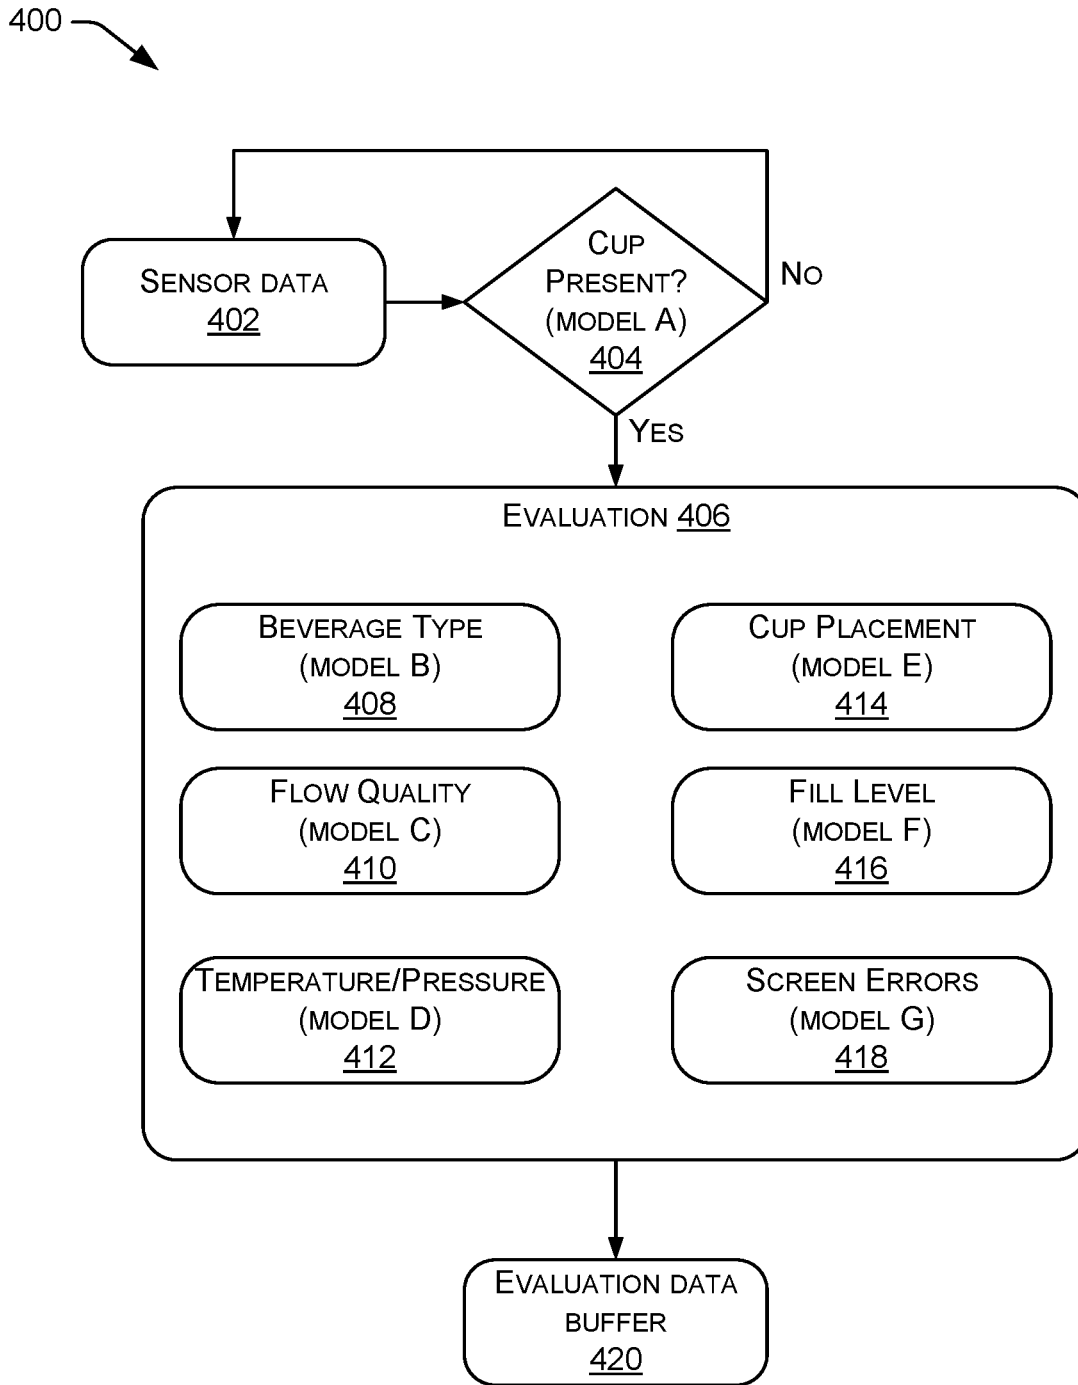 400
SENSOR DATA
402
CUP
PRESENT?
(MODEL A)
404
NO
YES
EVALUATION 406
BEVERAGE TYPE
(MODEL B)
408
CUP PLACEMENT
(MODEL E)
414
FLOW QUALITY
(MODEL C)
410
FILL LEVEL
(MODEL F)
416
TEMPERATURE/PRESSURE
(MODEL D)
412
SCREEN ERRORS
(MODEL G)
418
EVALUATION DATA
BUFFER
420